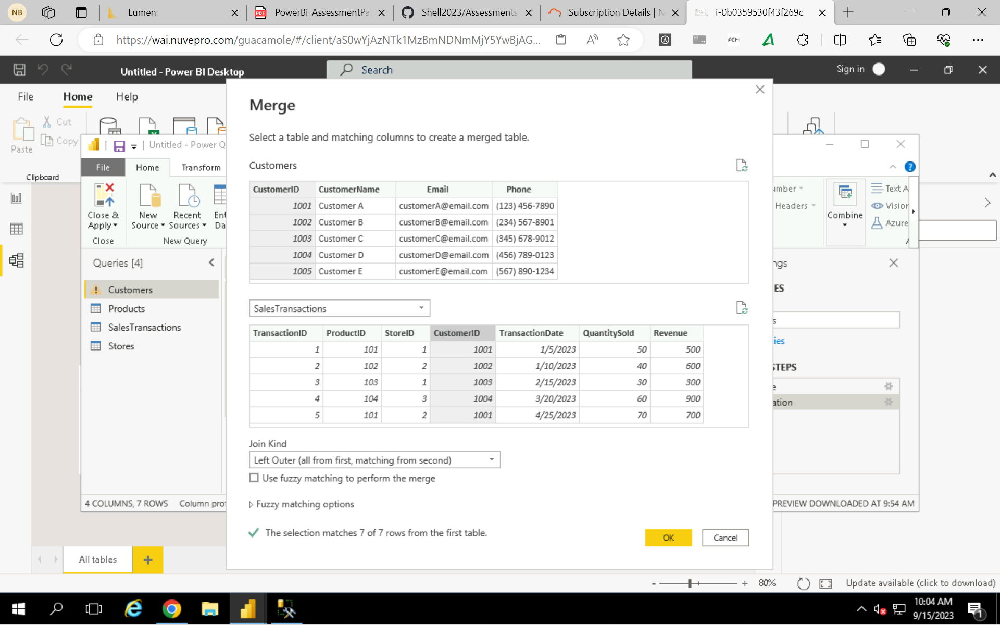 NB
Lumen
PowerBi_AssessmentPa
Shell2023/Assessments
Subscription Details | N
i-0b0359530f43f269c
https://wai.nuvepro.com/guacamole/#/client/aS0wYjAzNTk1MzBmNDNmMjY5YwBjAG...
FCM
Untitled - Power BI Desktop
Search
Sign in
File
Home
Help
Cut
Copy
Paste
Clipboard
Untitled - Power Q
File
Home
Transform
Close & Apply
New Source
Recent Sources
Ent
Da
Close
New Query
Queries [4]
Customers
Products
SalesTransactions
Stores
4 COLUMNS, 7 ROWS
Column prof
Merge
Select a table and matching columns to create a merged table.
Customers
CustomerID CustomerName Email Phone
1001 Customer A customerA@email.com (123) 456-7890
1002 Customer B customerB@email.com (234) 567-8901
1003 Customer C customerC@email.com (345) 678-9012
1004 Customer D customerD@email.com (456) 789-0123
1005 Customer E customerE@email.com (567) 890-1234
SalesTransactions
TransactionID ProductID StoreID CustomerID TransactionDate QuantitySold Revenue
1 101 1 1001 1/5/2023 50 500
2 102 2 1002 1/10/2023 40 600
3 103 1 1003 2/15/2023 30 300
4 104 3 1004 3/20/2023 60 900
5 101 2 1001 4/25/2023 70 700
Join Kind
Left Outer (all from first, matching from second)
Use fuzzy matching to perform the merge
Fuzzy matching options
The selection matches 7 of 7 rows from the first table.
OK
Cancel
umber
Headers
Combine
Text A
Vision
Azure
ngs
ES
s
ies
STEPS
e
ation
PREVIEW DOWNLOADED AT 9:54 AM
All tables
80%
Update available (click to download)
10:04 AM
9/15/2023
1